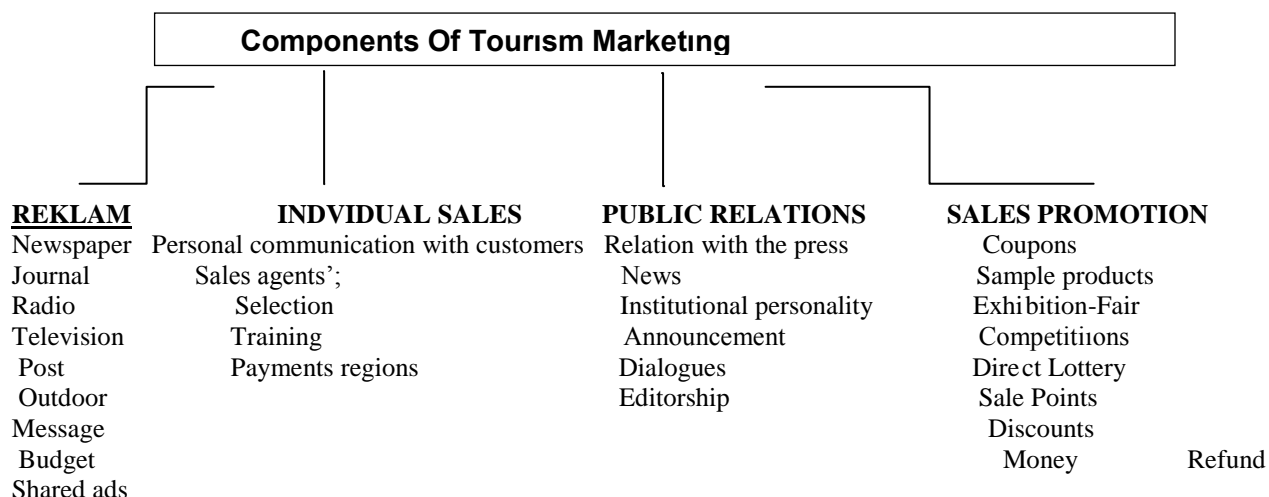 Components Of Tourısm Marketıng
REKLAM INDVIDUAL SALES PUBLIC RELATIONS SALES PROMOTION
Newspaper Personal communication with customers Relation with the press Coupons
Journal Sales agents’; News Sample products
Radio Selection Institutional personality Exhibition-Fair
Television Training Announcement Competitiıons
Post Payments regions Dialogues Direct Lottery
Outdoor Editorship Sale Points
Message Discounts
Budget Money Refund
Shared ads